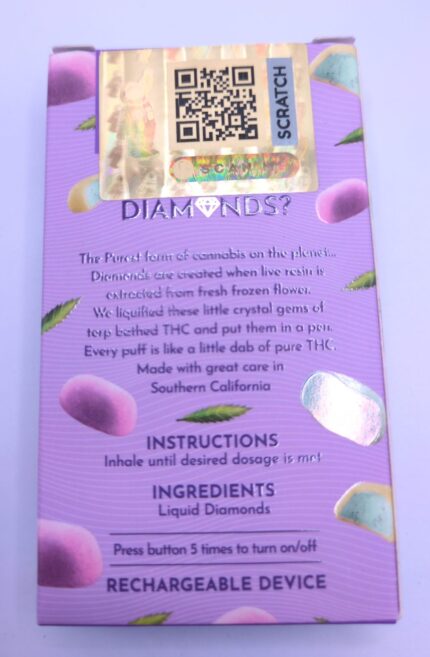 SCRATCH
SCAN
DIAMONDS?
The Purest form of cannabis on the planet...
Diamonds are created when live resin is
extracted from fresh frozen flower.
We liquified these little crystal gems of
terp bathed THC and put them in a pen.
Every puff is like a little dab of pure THC.
Made with great care in
Southern California
INSTRUCTIONS
Inhale until desired dosage is met
INGREDIENTS
Liquid Diamonds
Press button 5 times to turn on/off
RECHARGEABLE DEVICE